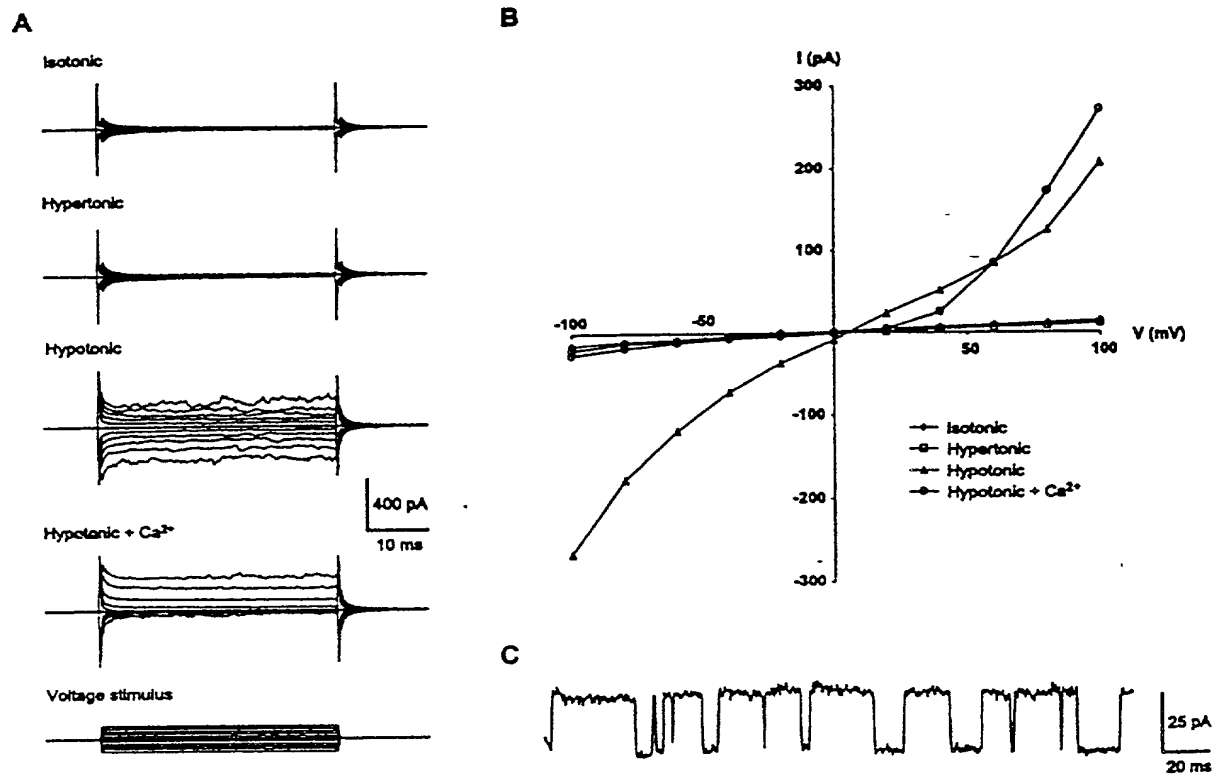 A
Isotonic
Hypertonic
Hypotonic
400 pA
10 ms
Hypotonic + Ca²⁺
Voltage stimulus
B
I (pA)
300
200
100
-100
-50
50
100
V (mV)
-100
-200
-300
Isotonic
Hypertonic
Hypotonic
Hypotonic + Ca²⁺
C
25 pA
20 ms